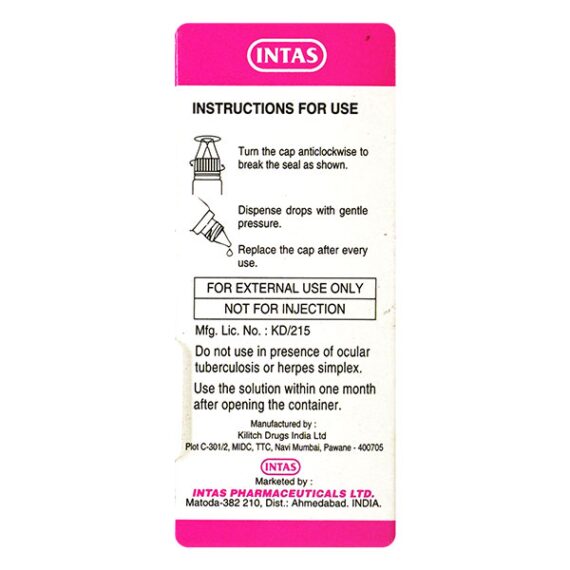 INTAS
INSTRUCTIONS FOR USE
Turn the cap anticlockwise to
break the seal as shown.
Dispense drops with gentle
pressure.
Replace the cap after every
use.
FOR EXTERNAL USE ONLY
NOT FOR INJECTION
Mfg. Lic. No. : KD/215
Do not use in presence of ocular
tuberculosis or herpes simplex.
Use the solution within one month
after opening the container.
Manufactured by :
Kilitch Drugs India Ltd
Plot C-301/2, MIDC, TTC, Navi Mumbai, Pawane - 400705
INTAS
Marketed by :
INTAS PHARMACEUTICALS LTD.
Matoda-382 210, Dist.: Ahmedabad. INDIA.